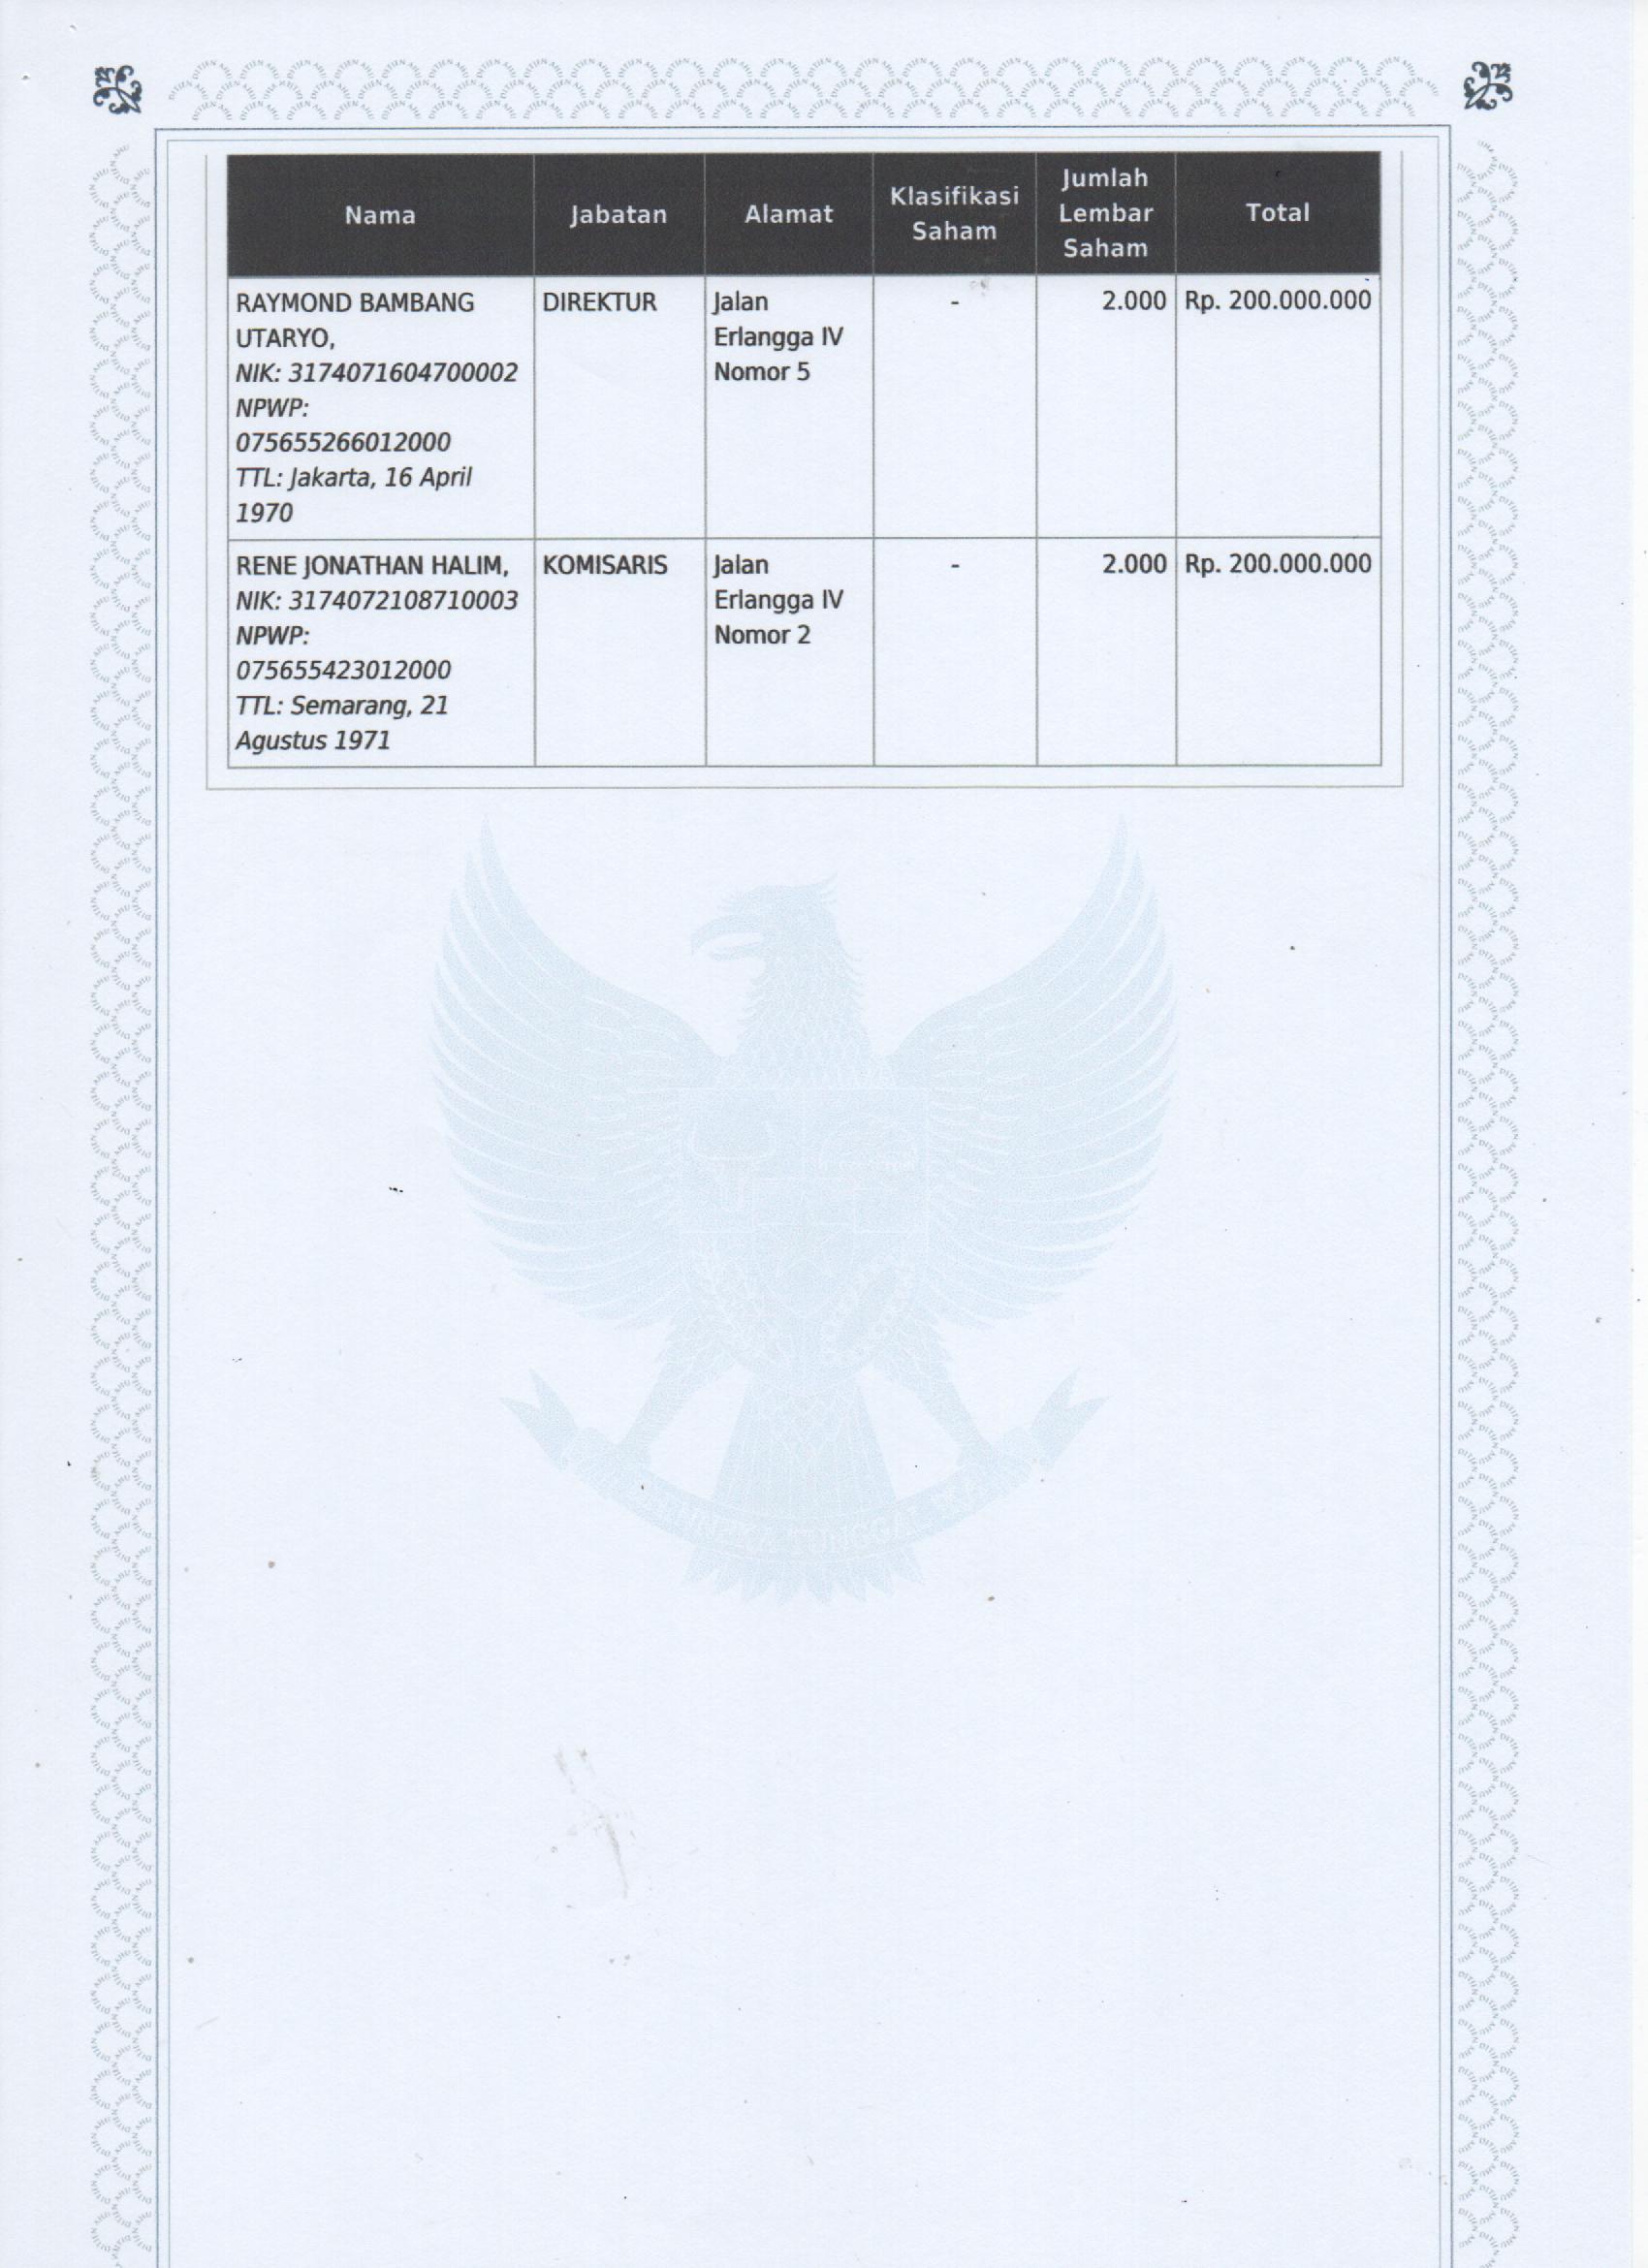 Nama Jabatan Alamat Klasifikasi Saham Jumlah Lembar Saham Total
RAYMOND BAMBANG DIREKTUR Jalan - 2.000 Rp. 200.000.000
UTARYO, Erlangga IV
NIK: 3174071604700002 Nomor 5
NPWP:
075655266012000
TTL: Jakarta, 16 April
1970
RENE JONATHAN HALIM, KOMISARIS Jalan - 2.000 Rp. 200.000.000
NIK: 3174072108710003 Erlangga IV
NPWP: Nomor 2
075655423012000
TTL: Semarang, 21
Agustus 1971